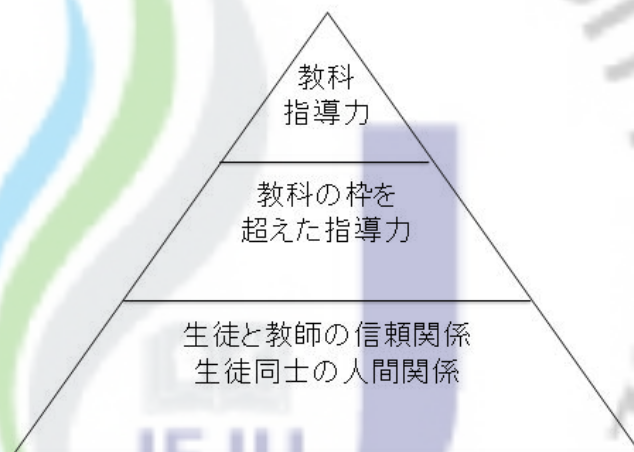 教科
指導力
教科の枠を
超えた指導力
生徒と教師の信頼関係
生徒同士の人間関係